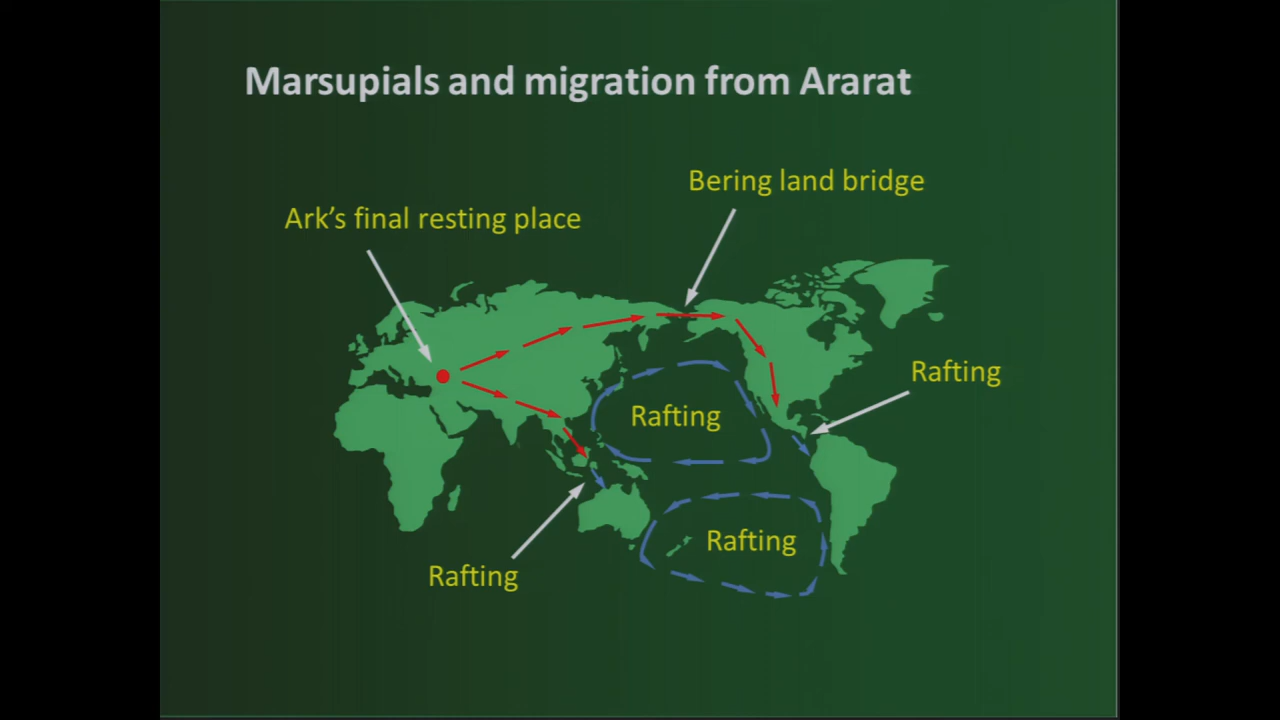 Marsupials and migration from Ararat
Bering land bridge
Ark’s final resting place
Rafting
Rafting
Rafting
Rafting